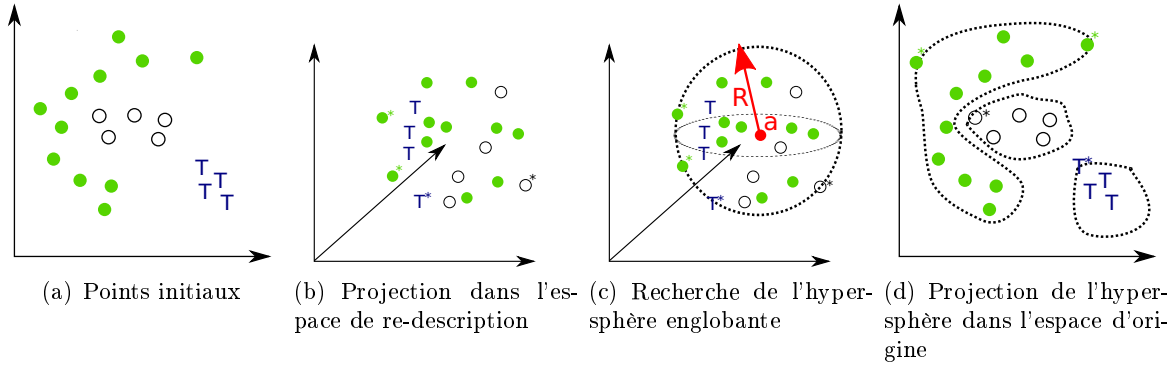 T
T
T
T
T
T
T
T*
*
*
*
R
a
T
T
T
T*
*
*
*
*
*
*
T*
T
T
T
(a) Points initiaux
(b) Projection dans l'es-
pace de re-description
(c) Recherche de l'hyper-
sphère englobante
(d) Projection de l'hyper-
sphère dans l'espace d'ori-
gine